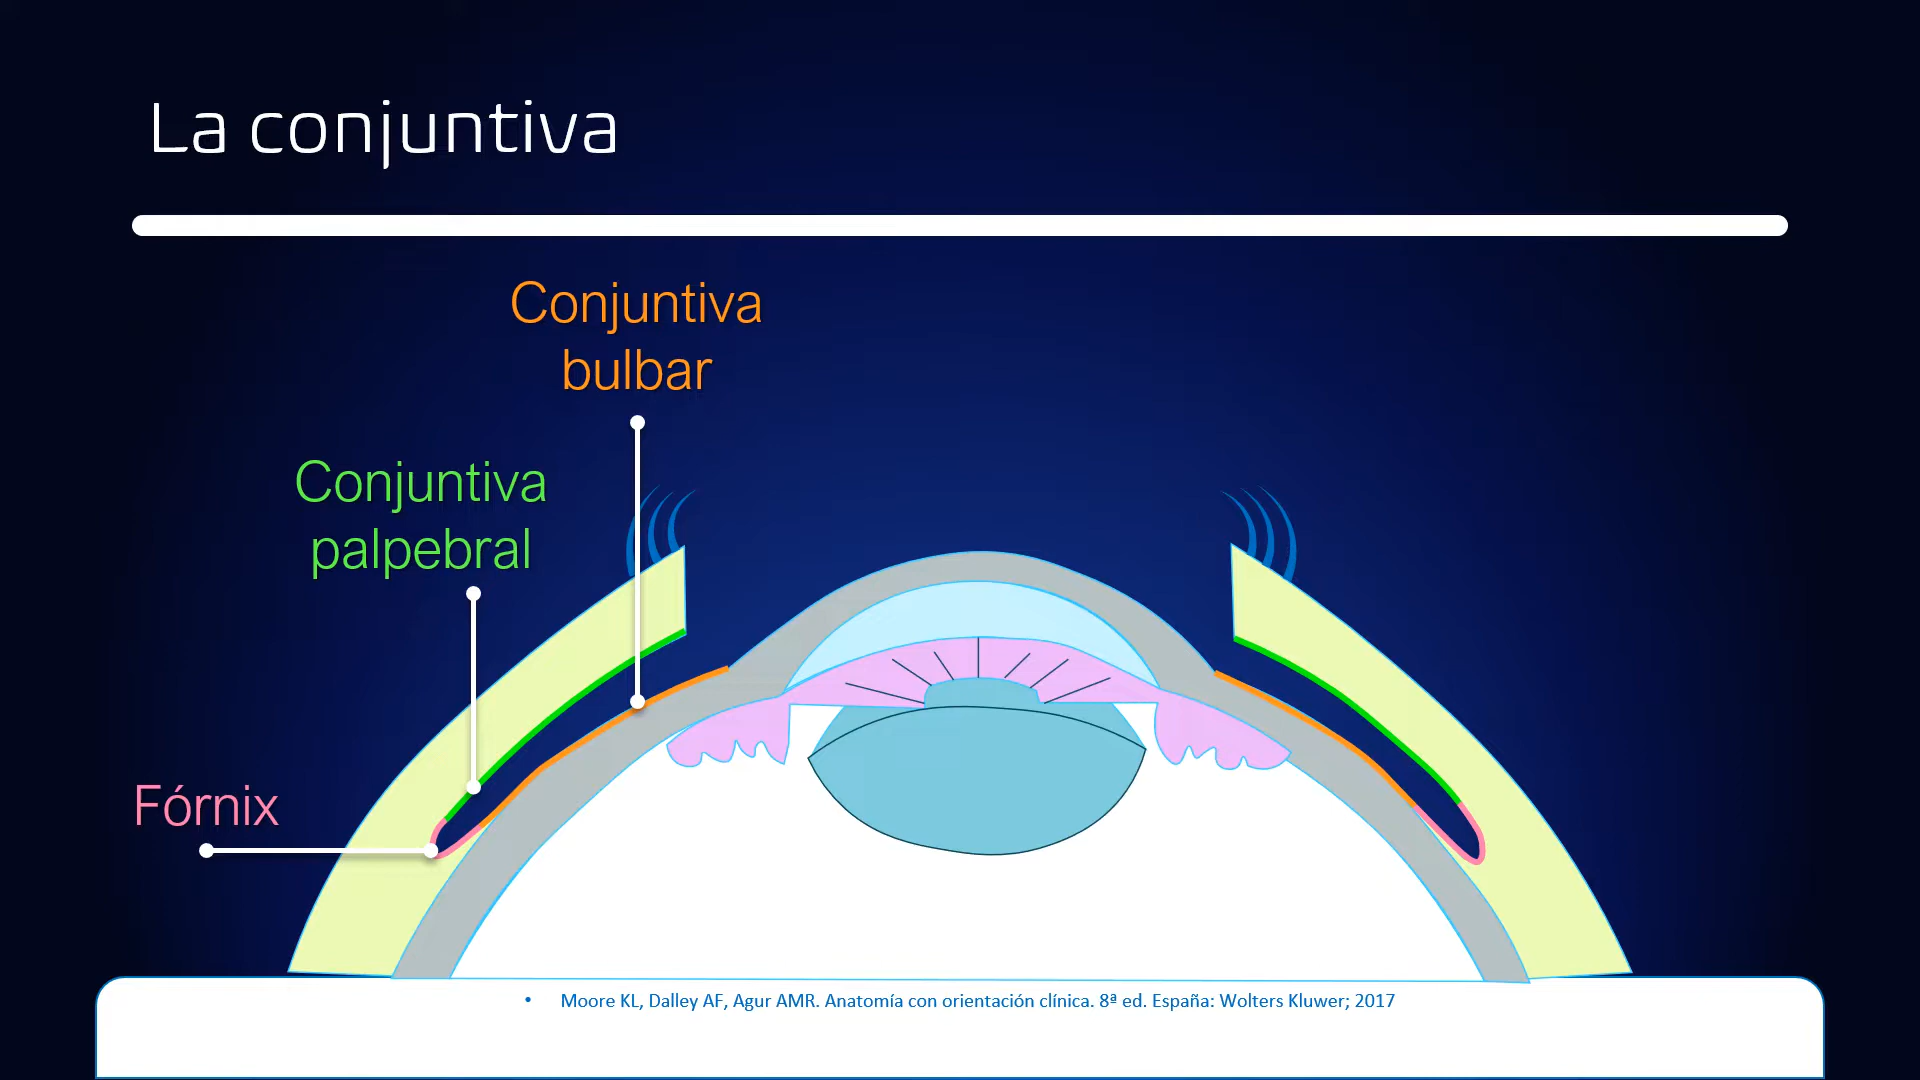 La conjuntiva
Conjuntiva
bulbar
Conjuntiva
palpebral
Fórnix
• Moore KL, Dalley AF, Agur AMR. Anatomía con orientación clínica. 8ª ed. España: Wolters Kluwer; 2017